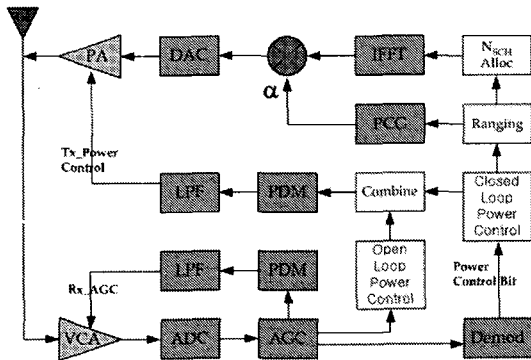 PA
DAC
IFFT
N_SCH
Alloc
α
PCC
Ranging
Tx_Power
Control
LPF
PDM
Combine
Closed
Loop
Power
Control
Open
Loop
Power
Control
LPF
PDM
Rx_AGC
Power
Control Bit
VCA
ADC
AGC
Demod